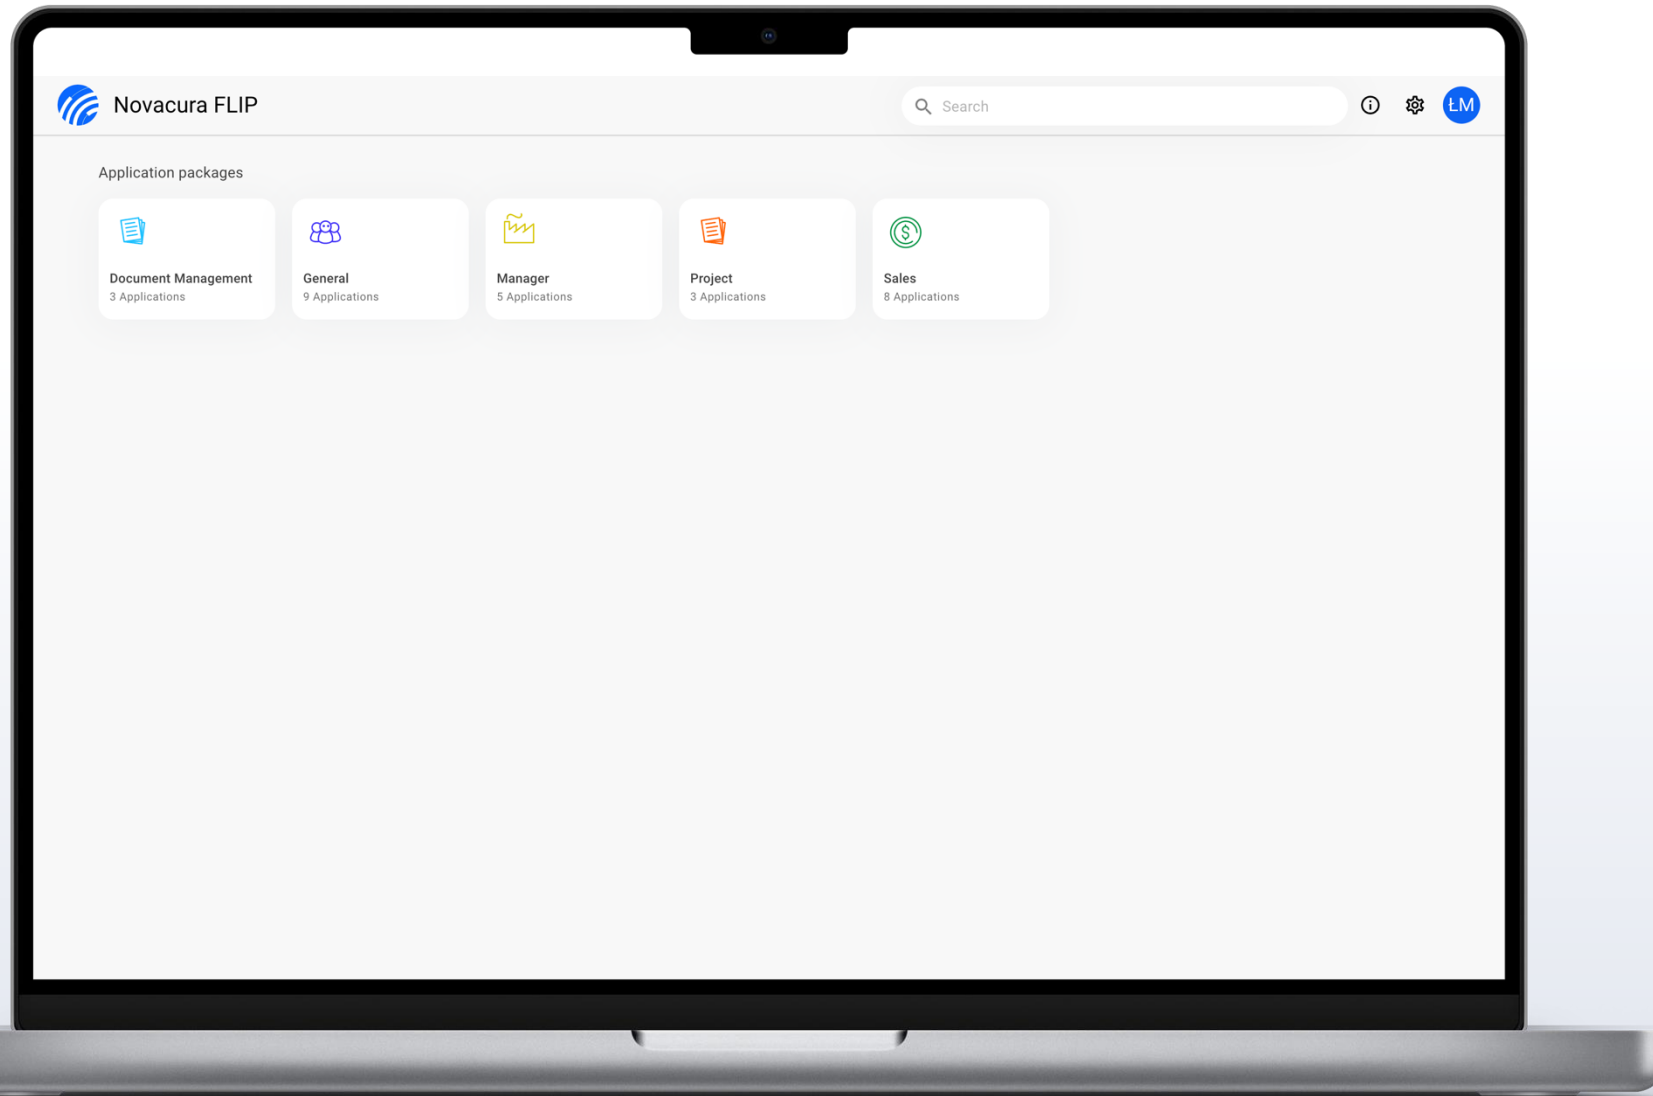 Novacura FLIP
Search
ŁM
Application packages
Document Management
3 Applications
General
9 Applications
Manager
5 Applications
Project
3 Applications
Sales
8 Applications